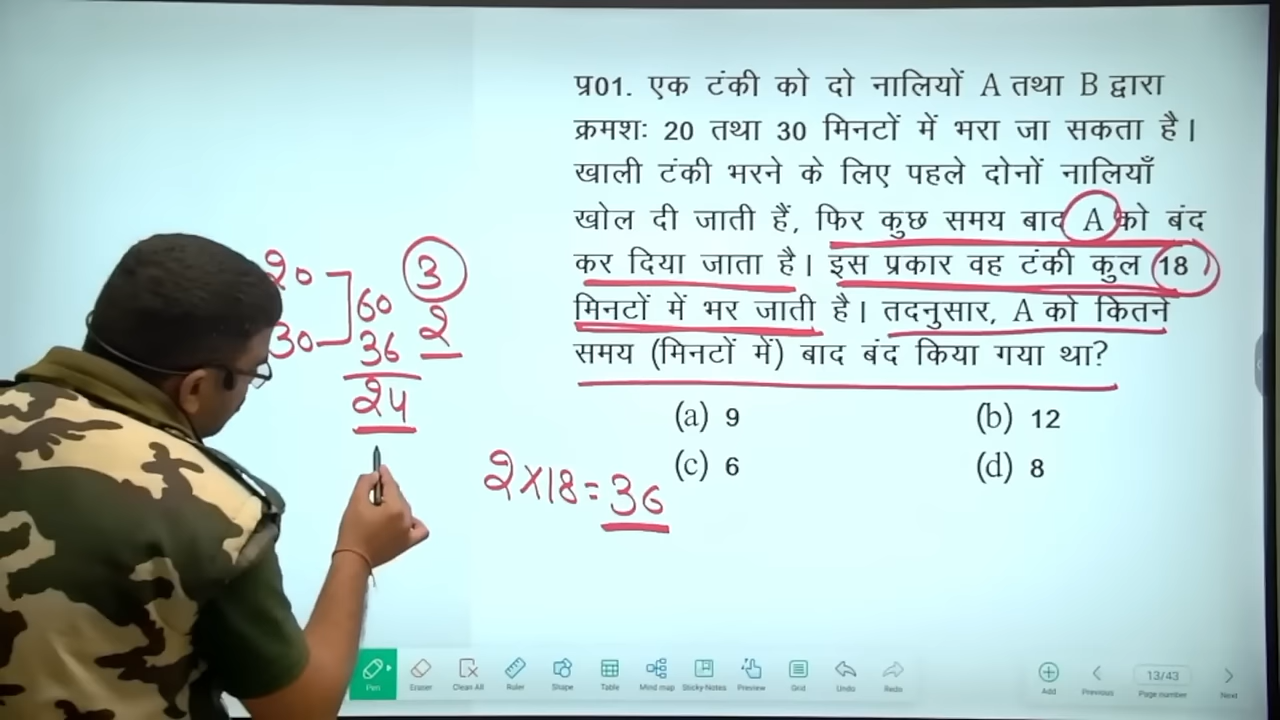 प्र01. एक टंकी को दो नालियों A तथा B द्वारा
क्रमशः 20 तथा 30 मिनटों में भरा जा सकता है।
खाली टंकी भरने के लिए पहले दोनों नालियाँ
खोल दी जाती हैं, फिर कुछ समय बाद A को बंद
कर दिया जाता है। इस प्रकार वह टंकी कुल 18
मिनटों में भर जाती है। तदनुसार, A को कितने
समय (मिनटों में) बाद बंद किया गया था?
(a) 9 (b) 12
(c) 6 (d) 8
20 3
60
30 36 2
24
2×18=36
Pen Eraser Clean All Ruler Shape Table Mind map Sticky Notes Preview Grid Undo Redo Add Previous 13/43 Page number Next